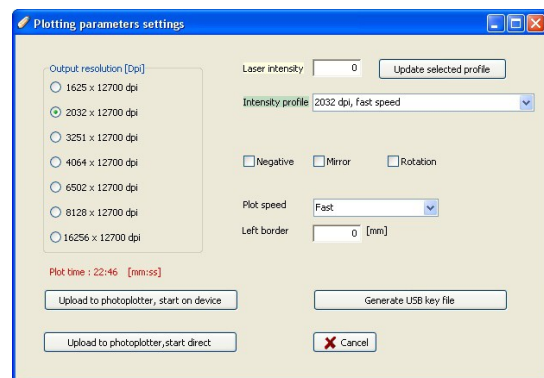 Plotting parameters settings
Output resolution [Dpi]
1625 x 12700 dpi
2032 x 12700 dpi
3251 x 12700 dpi
4064 x 12700 dpi
6502 x 12700 dpi
8128 x 12700 dpi
16256 x 12700 dpi
Plot time : 22:46 [mm:ss]
Laser intensity 0 Update selected profile
Intensity profile 2032 dpi, fast speed
Negative Mirror Rotation
Plot speed Fast
Left border 0 [mm]
Upload to photoplotter, start on device
Generate USB key file
Upload to photoplotter,start direct
Cancel